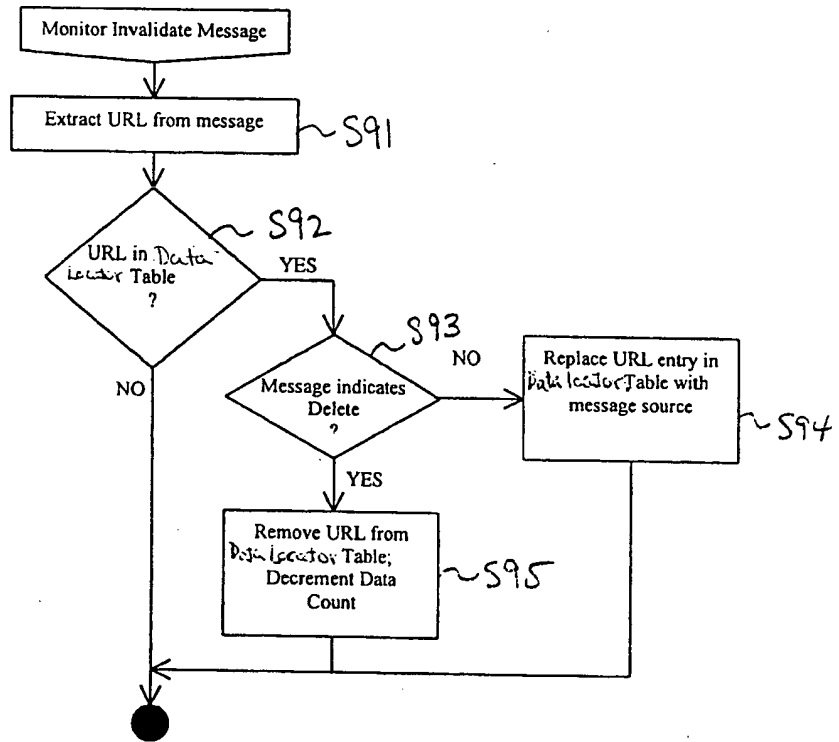 Monitor Invalidate Message
Extract URL from message
S91
S92
URL in Data
locator Table
?
YES
NO
S93
Message indicates
Delete
?
NO
YES
Replace URL entry in
Data locator Table with
message source
S94
Remove URL from
Data locator Table;
Decrement Data
Count
S95